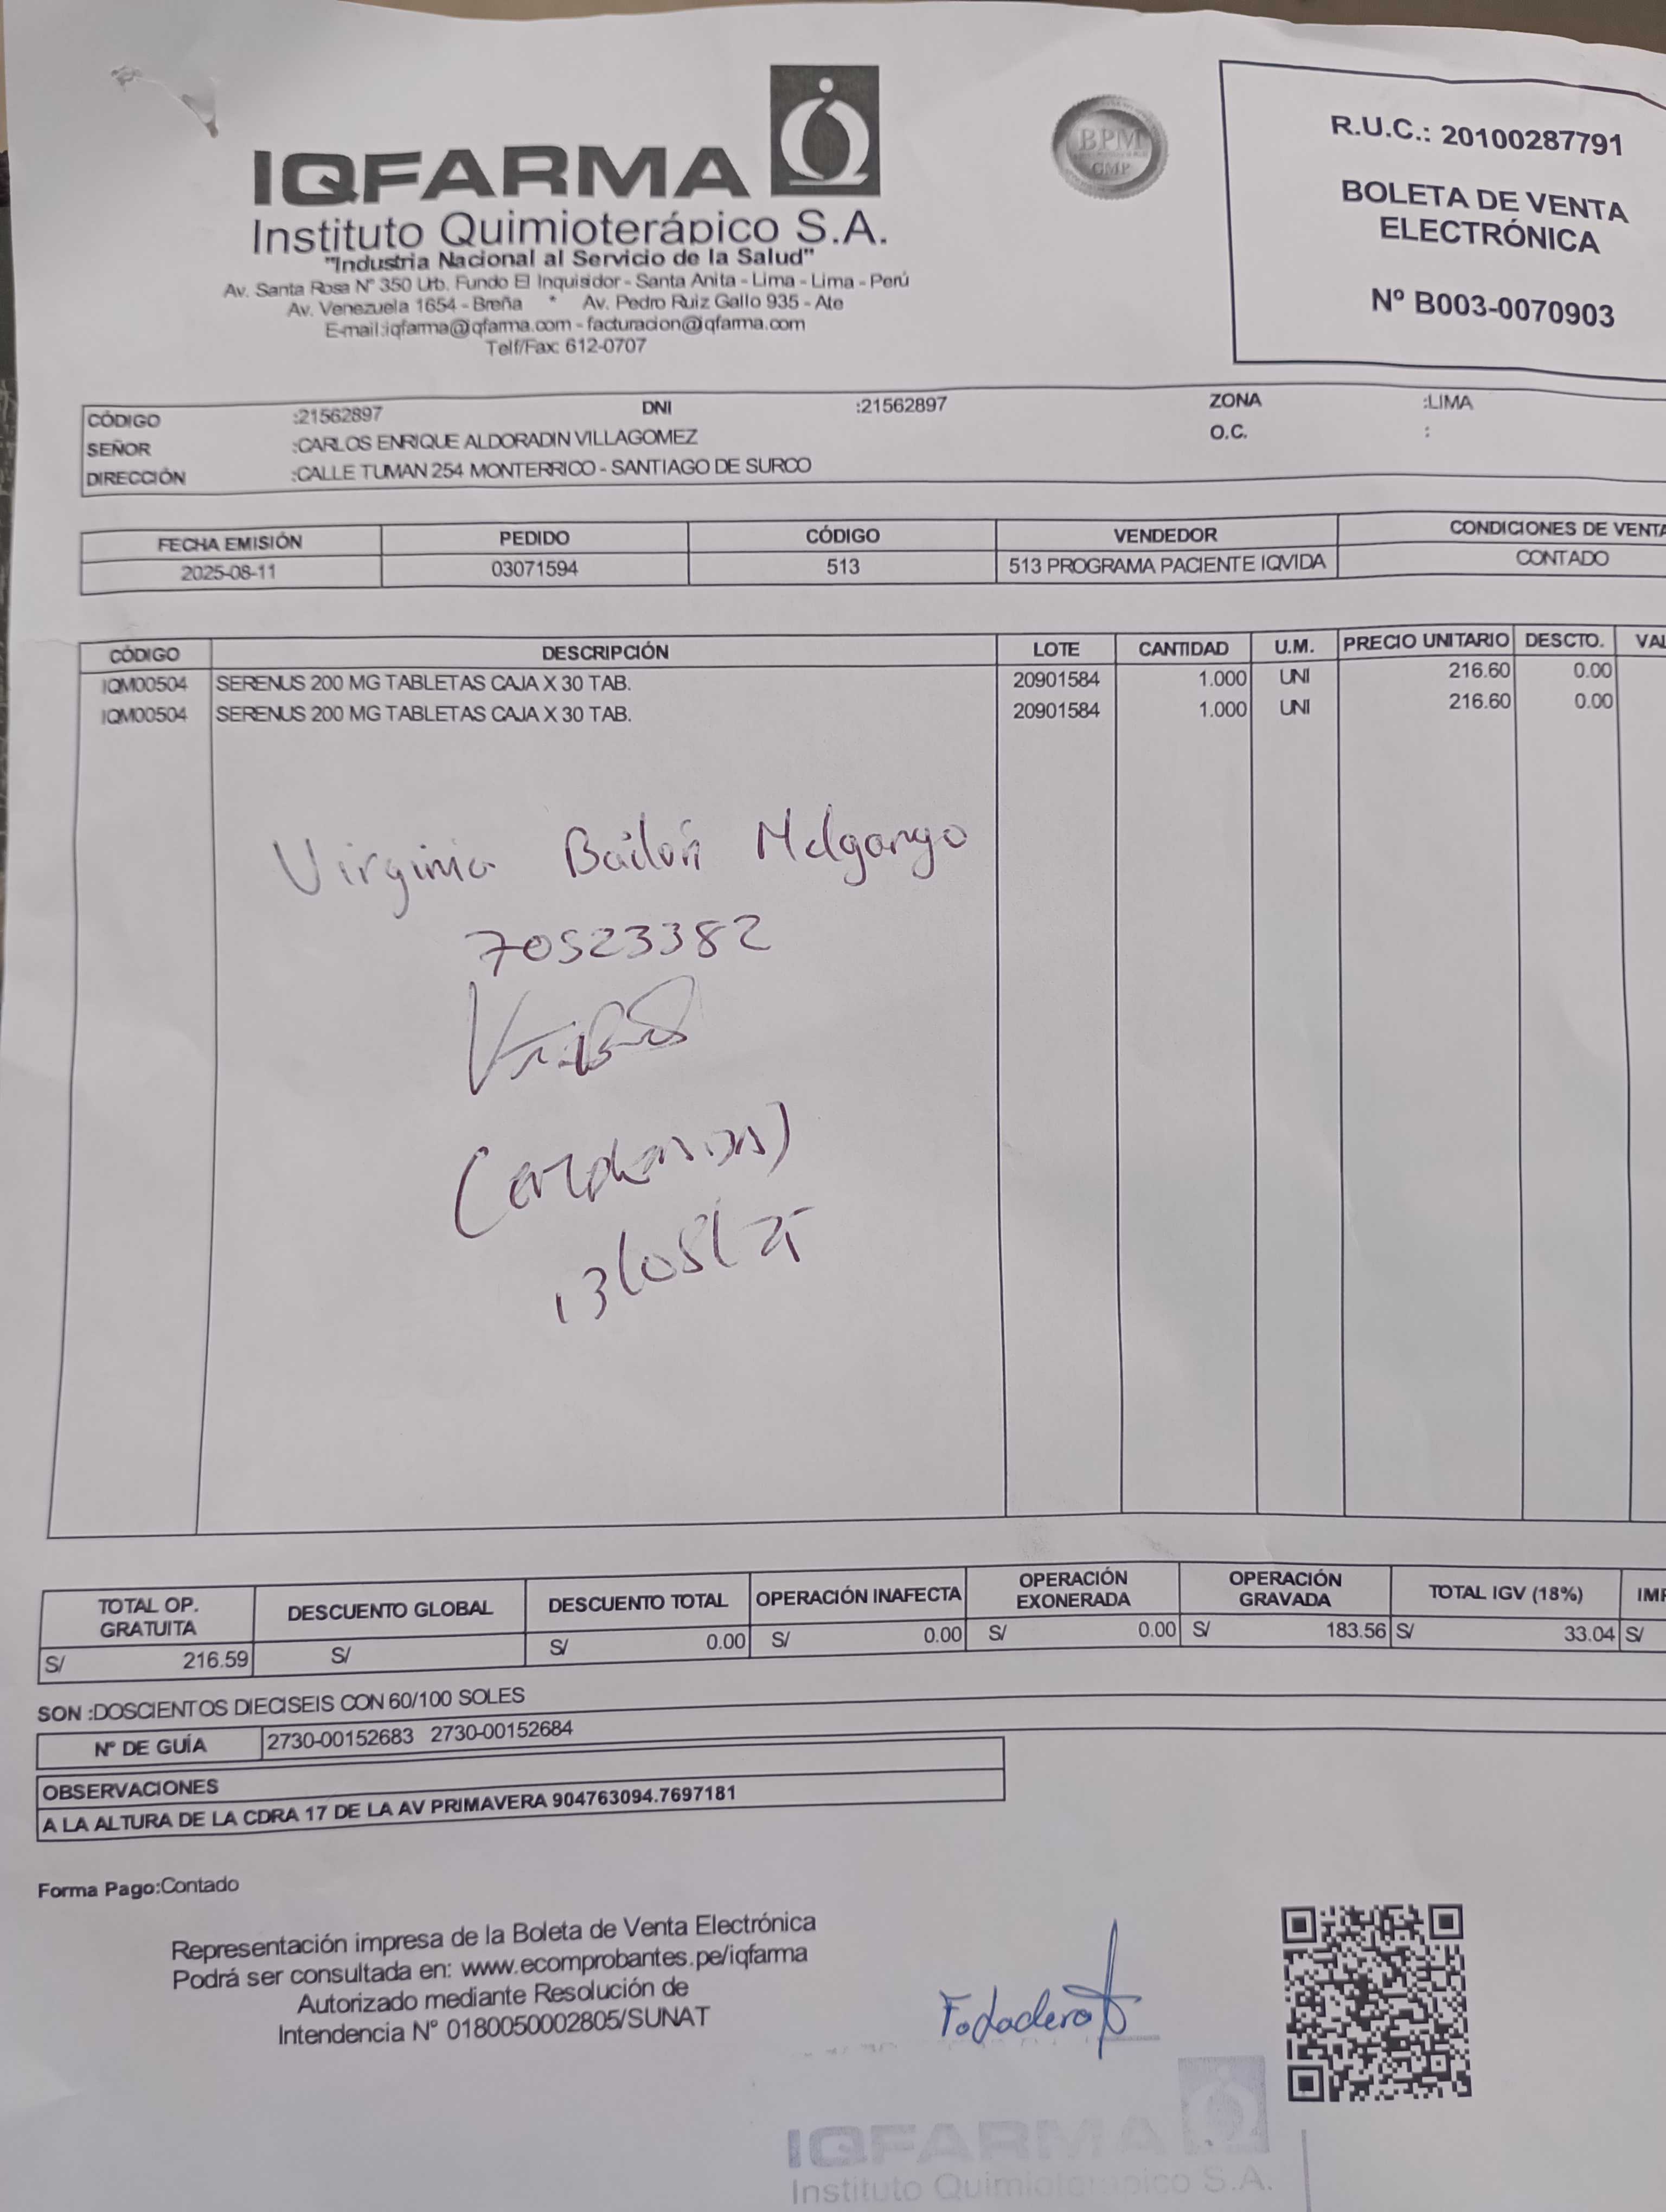 IQFARMA
Instituto Quimioterápico S.A.
"Industria Nacional al Servicio de la Salud"
Av. Santa Rosa Nº 350 Urb. Fundo El Inquisidor - Santa Anita - Lima - Lima - Perú
Av. Venezuela 1654 - Breña * Av. Pedro Ruiz Gallo 935 - Ate
E-mail:iqfarma@iqfarma.com - facturacion@iqfarma.com
Telf/Fax: 612-0707
BPM
GMP
R.U.C.: 20100287791
BOLETA DE VENTA
ELECTRÓNICA
Nº B003-0070903
CÓDIGO :21562897 DNI :21562897 ZONA :LIMA
SEÑOR :CARLOS ENRIQUE ALDORADIN VILLAGOMEZ O.C. :
DIRECCIÓN :CALLE TUMAN 254 MONTERRICO - SANTIAGO DE SURCO
FECHA EMISIÓN PEDIDO CÓDIGO VENDEDOR CONDICIONES DE VENTA
2025-08-11 03071594 513 513 PROGRAMA PACIENTE IQVIDA CONTADO
CÓDIGO DESCRIPCIÓN LOTE CANTIDAD U.M. PRECIO UNITARIO DESCTO. VAL
IQM00504 SERENUS 200 MG TABLETAS CAJA X 30 TAB. 20901584 1.000 UNI 216.60 0.00
IQM00504 SERENUS 200 MG TABLETAS CAJA X 30 TAB. 20901584 1.000 UNI 216.60 0.00
Virginia Bailón Melgarejo
70523382
13/08/25
TOTAL OP. GRATUITA DESCUENTO GLOBAL DESCUENTO TOTAL OPERACIÓN INAFECTA OPERACIÓN EXONERADA OPERACIÓN GRAVADA TOTAL IGV (18%) IMP
S/ 216.59 S/ S/ 0.00 S/ 0.00 S/ 0.00 S/ 183.56 S/ 33.04 S/
SON :DOSCIENTOS DIECISEIS CON 60/100 SOLES
Nº DE GUÍA 2730-00152683 2730-00152684
OBSERVACIONES
A LA ALTURA DE LA CDRA 17 DE LA AV PRIMAVERA 904763094.7697181
Forma Pago:Contado
Representación impresa de la Boleta de Venta Electrónica
Podrá ser consultada en: www.ecomprobantes.pe/iqfarma
Autorizado mediante Resolución de
Intendencia Nº 0180050002805/SUNAT
IQFARMA
Instituto Quimioterápico S.A.